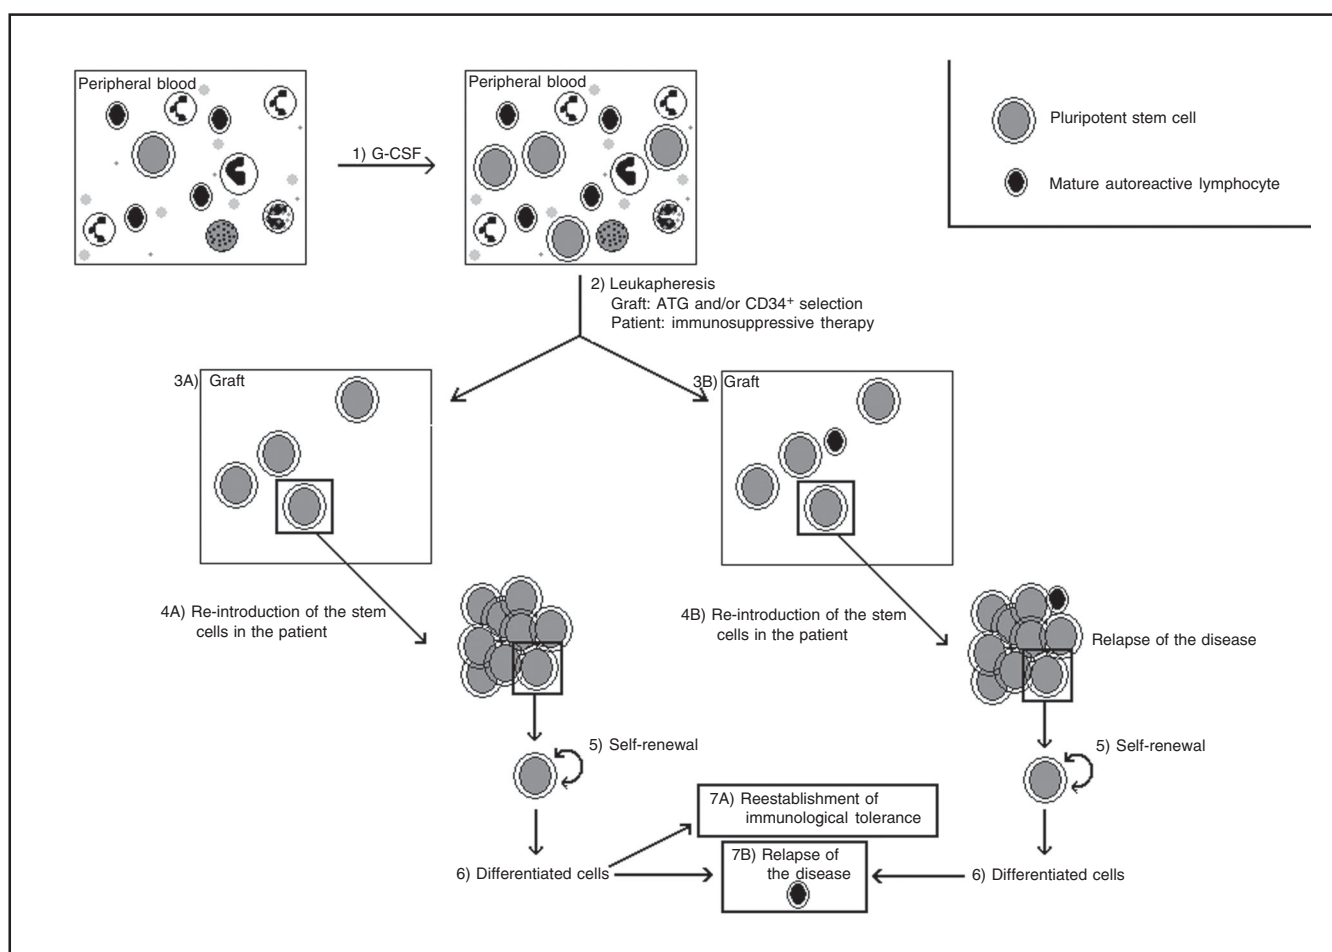 Peripheral blood
1) G-CSF
Peripheral blood
Pluripotent stem cell
Mature autoreactive lymphocyte
2) Leukapheresis
Graft: ATG and/or CD34⁺ selection
Patient: immunosuppressive therapy
3A) Graft
3B) Graft
4A) Re-introduction of the stem
cells in the patient
4B) Re-introduction of the stem
cells in the patient
Relapse of the disease
5) Self-renewal
5) Self-renewal
7A) Reestablishment of
immunological tolerance
6) Differentiated cells
7B) Relapse of
the disease
6) Differentiated cells